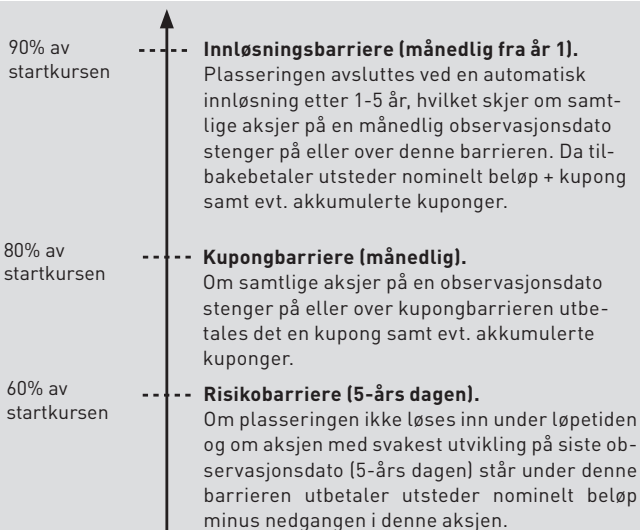 90% av
startkursen
Innløsningsbarriere (månedlig fra år 1).
Plasseringen avsluttes ved en automatisk
innløsning etter 1-5 år, hvilket skjer om samt-
lige aksjer på en månedlig observasjonsdato
stenger på eller over denne barrieren. Da til-
bakebetaler utsteder nominelt beløp + kupong
samt evt. akkumulerte kuponger.
80% av
startkursen
Kupongbarriere (månedlig).
Om samtlige aksjer på en observasjonsdato
stenger på eller over kupongbarrieren utbe-
tales det en kupong samt evt. akkumulerte
kuponger.
60% av
startkursen
Risikobarriere (5-års dagen).
Om plasseringen ikke løses inn under løpetiden
og om aksjen med svakest utvikling på siste ob-
servasjonsdato (5-års dagen) står under denne
barrieren utbetaler utsteder nominelt beløp
minus nedgangen i denne aksjen.